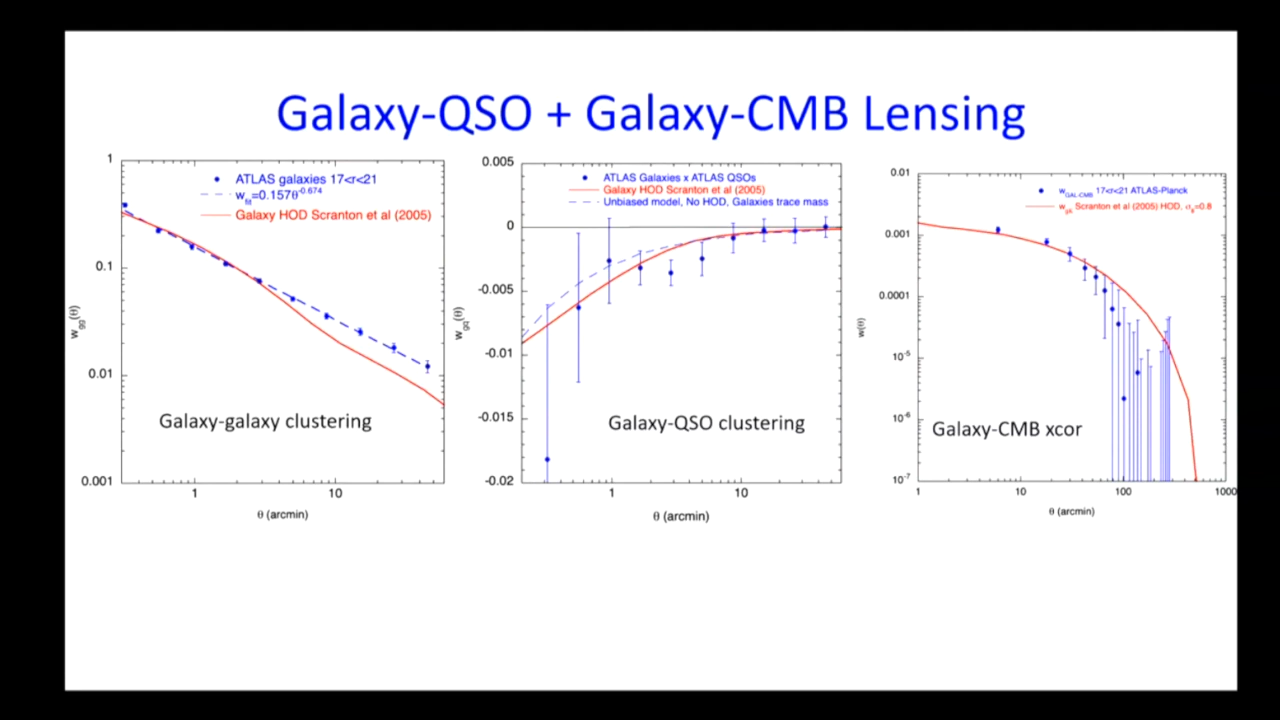 Galaxy-QSO + Galaxy-CMB Lensing
1
0.1
0.01
0.001
w_gg(θ)
ATLAS galaxies 17<r<21
w_fit=0.157θ^-0.674
Galaxy HOD Scranton et al (2005)
Galaxy-galaxy clustering
1
10
θ (arcmin)
0.005
0
-0.005
-0.01
-0.015
-0.02
w_gq(θ)
ATLAS Galaxies x ATLAS QSOs
Galaxy HOD Scranton et al (2005)
Unbiased model, No HOD, Galaxies trace mass
Galaxy-QSO clustering
1
10
θ (arcmin)
0.01
0.001
0.0001
10^-5
10^-6
10^-7
w(θ)
w_GAL-CMB 17<r<21 ATLAS-Planck
w_gκ Scranton et al (2005) HOD, σ_8=0.8
Galaxy-CMB xcor
1
10
100
1000
θ (arcmin)